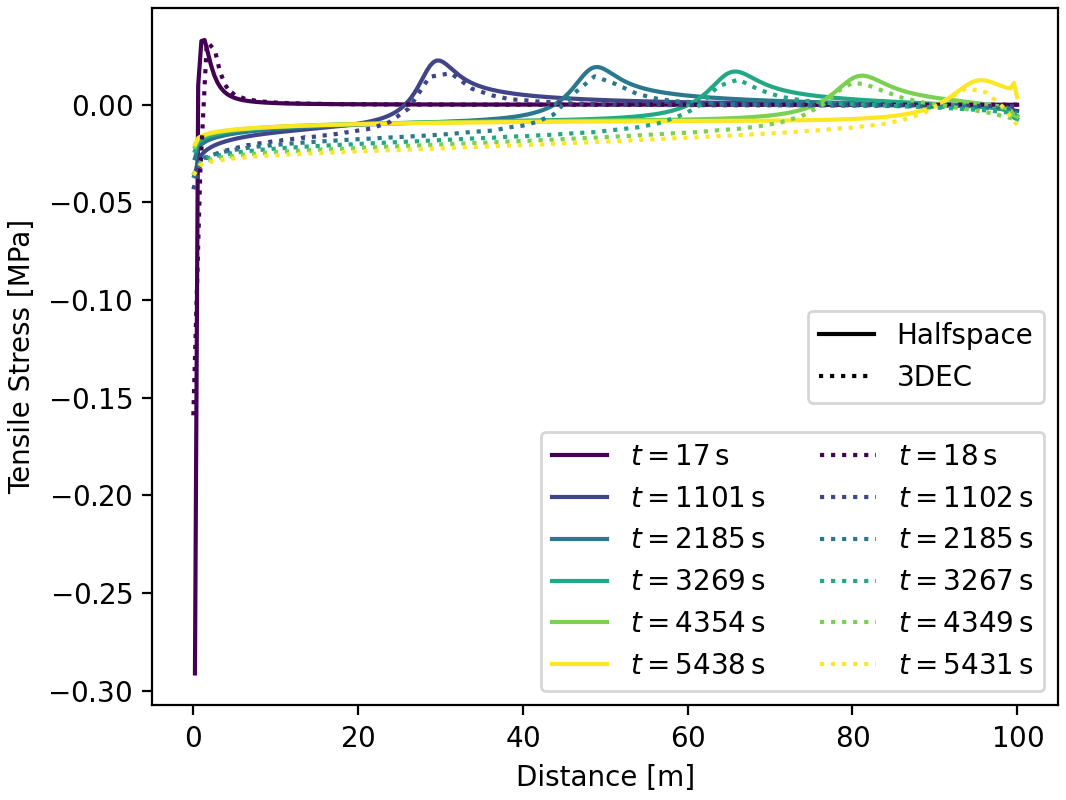 0.00
−0.05
−0.10
−0.15
−0.20
−0.25
−0.30
Tensile Stress [MPa]
Halfspace
3DEC
t = 17 s
t = 18 s
t = 1101 s
t = 1102 s
t = 2185 s
t = 2185 s
t = 3269 s
t = 3267 s
t = 4354 s
t = 4349 s
t = 5438 s
t = 5431 s
0 20 40 60 80 100
Distance [m]